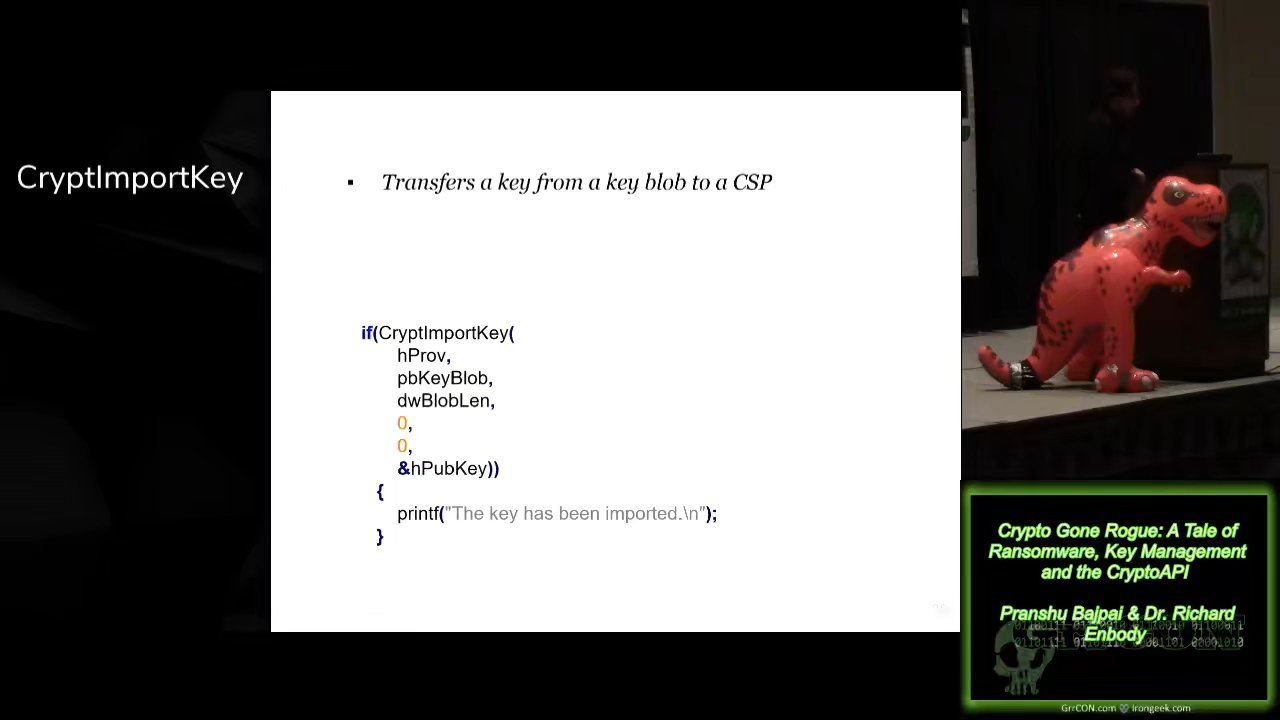 CryptImportKey
▪ Transfers a key from a key blob to a CSP
if(CryptImportKey(
hProv,
pbKeyBlob,
dwBlobLen,
0,
0,
&hPubKey))
{
printf("The key has been imported.\n");
}
Crypto Gone Rogue: A Tale of
Ransomware, Key Management
and the CryptoAPI
Pranshu Bajpai & Dr. Richard
Enbody
GrrCON.com Irongeek.com